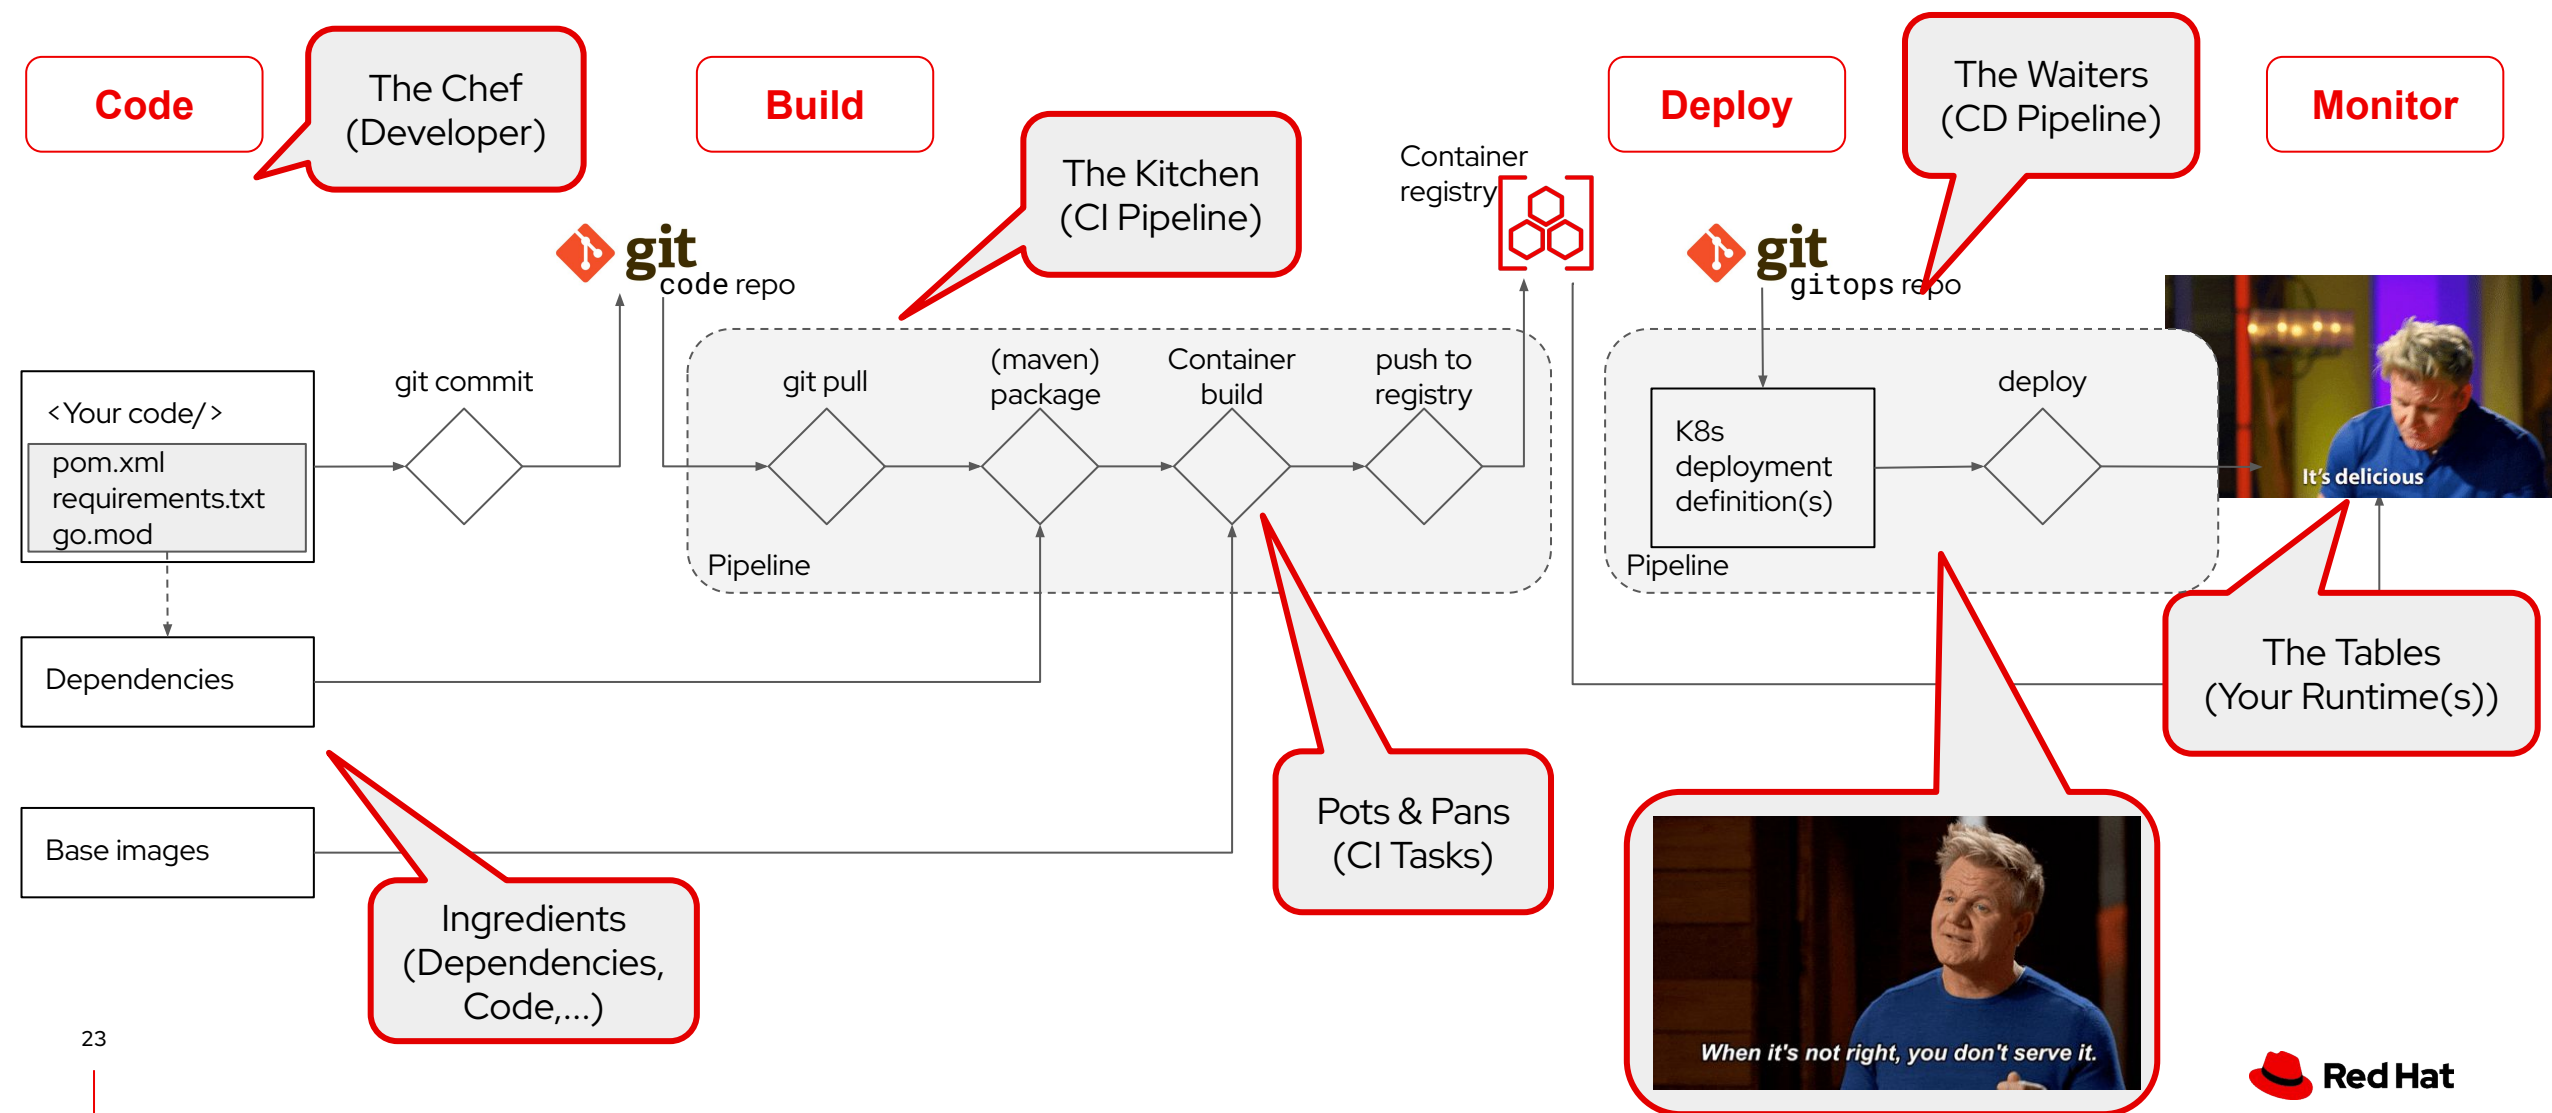 Code
The Chef
(Developer)
Build
The Kitchen
(CI Pipeline)
Container
registry
Deploy
The Waiters
(CD Pipeline)
Monitor
git
code repo
git
gitops repo
<Your code/>
pom.xml
requirements.txt
go.mod
git commit
git pull
(maven)
package
Container
build
push to
registry
Pipeline
K8s
deployment
definition(s)
deploy
Pipeline
It's delicious
Dependencies
Base images
Ingredients
(Dependencies,
Code,...)
Pots & Pans
(CI Tasks)
The Tables
(Your Runtime(s))
When it's not right, you don't serve it.
23
Red Hat